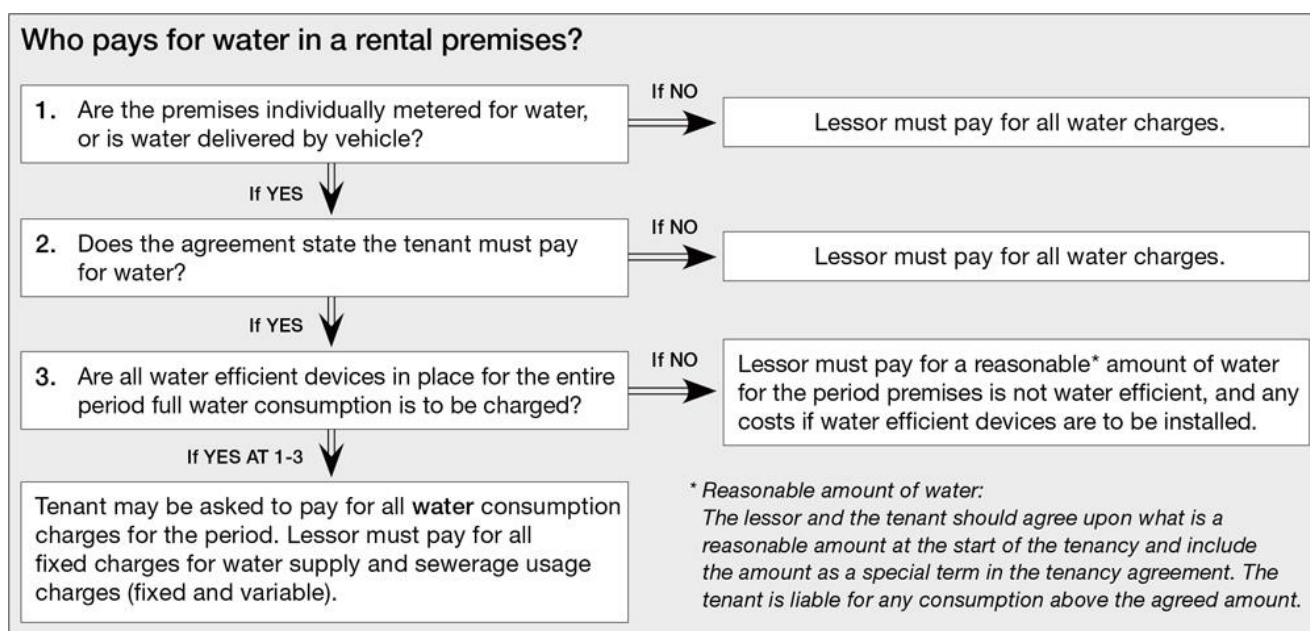 Who pays for water in a rental premises?
1. Are the premises individually metered for water,
or is water delivered by vehicle?
If NO
Lessor must pay for all water charges.
If YES
2. Does the agreement state the tenant must pay
for water?
If NO
Lessor must pay for all water charges.
If YES
3. Are all water efficient devices in place for the entire
period full water consumption is to be charged?
If NO
Lessor must pay for a reasonable* amount of water
for the period premises is not water efficient, and any
costs if water efficient devices are to be installed.
If YES AT 1-3
Tenant may be asked to pay for all water consumption
charges for the period. Lessor must pay for all
fixed charges for water supply and sewerage usage
charges (fixed and variable).
* Reasonable amount of water:
The lessor and the tenant should agree upon what is a
reasonable amount at the start of the tenancy and include
the amount as a special term in the tenancy agreement. The
tenant is liable for any consumption above the agreed amount.